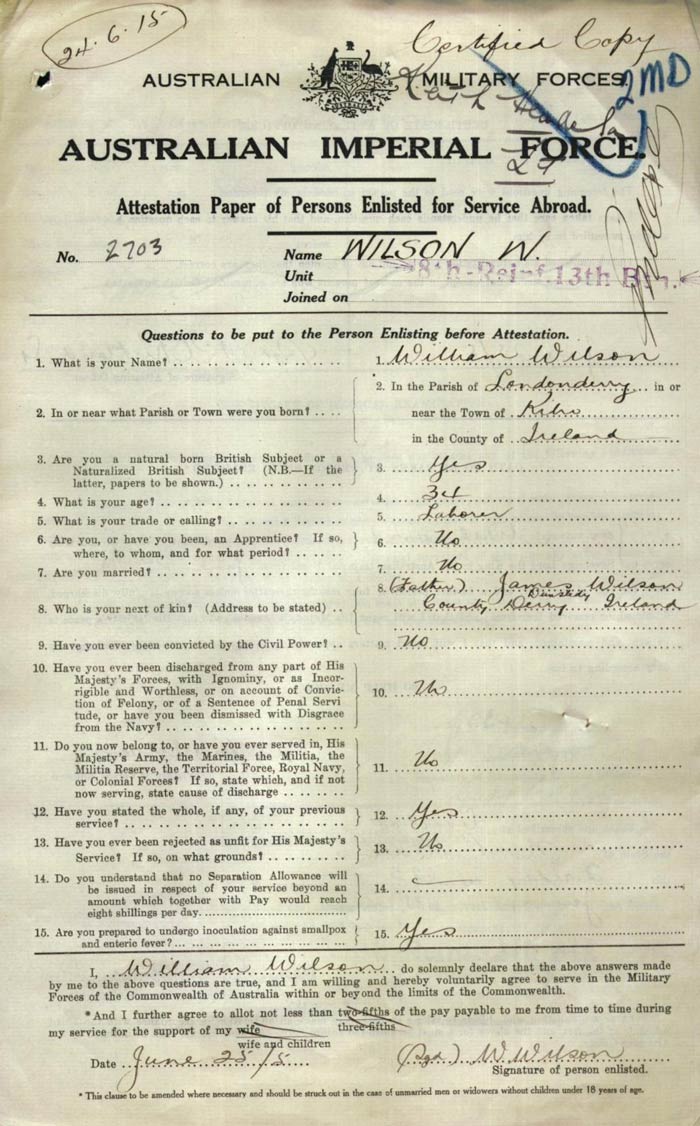 24.6.15
Certified Copy
AUSTRALIAN MILITARY FORCES.
2MD
AUSTRALIAN IMPERIAL FORCE.
29
Attestation Paper of Persons Enlisted for Service Abroad.
No. 2703
Name WILSON W.
Unit 8th-Reinf.13th Btn.
Joined on
Questions to be put to the Person Enlisting before Attestation.
1. What is your Name? 1. William Wilson
2. In or near what Parish or Town were you born? 2. In the Parish of Londonderry in or
near the Town of
in the County of Ireland
3. Are you a natural born British Subject or a
Naturalized British Subject? (N.B.—If the
latter, papers to be shown.) 3. Yes
4. What is your age? 4. 34
5. What is your trade or calling? 5. Laborer
6. Are you, or have you been, an Apprentice? If so,
where, to whom, and for what period? 6. No
7. Are you married? 7. No
8. Who is your next of kin? (Address to be stated) 8. (Father) James Wilson
County Derry Ireland
9. Have you ever been convicted by the Civil Power? 9. No
10. Have you ever been discharged from any part of His
Majesty's Forces, with Ignominy, or as Incor-
rigible and Worthless, or on account of Convic-
tion of Felony, or of a Sentence of Penal Servi
tude, or have you been dismissed with Disgrace
from the Navy? 10. No
11. Do you now belong to, or have you ever served in, His
Majesty's Army, the Marines, the Militia, the
Militia Reserve, the Territorial Force, Royal Navy,
or Colonial Forces? If so, state which, and if not
now serving, state cause of discharge 11. No
12. Have you stated the whole, if any, of your previous
service? 12. Yes
13. Have you ever been rejected as unfit for His Majesty's
Service? If so, on what grounds? 13. No
14. Do you understand that no Separation Allowance will
be issued in respect of your service beyond an
amount which together with Pay would reach
eight shillings per day. 14.
15. Are you prepared to undergo inoculation against smallpox
and enteric fever? 15. Yes
I, William Wilson do solemnly declare that the above answers made
by me to the above questions are true, and I am willing and hereby voluntarily agree to serve in the Military
Forces of the Commonwealth of Australia within or beyond the limits of the Commonwealth.
*And I further agree to allot not less than two-fifths of the pay payable to me from time to time during
three-fifths
my service for the support of my wife
wife and children
Date June 25/15 (Sgd) W Wilson
Signature of person enlisted.
* This clause to be amended where necessary and should be struck out in the case of unmarried men or widowers without children under 18 years of age.